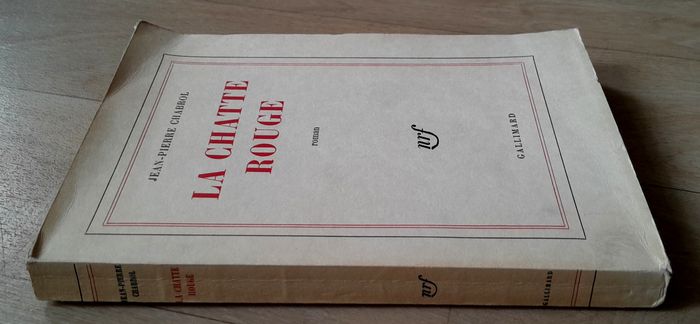 JEAN-PIERRE CHABROL
LA CHATTE
ROUGE
roman
nrf
GALLIMARD
JEAN-PIERRE
CHABROL
LA CHATTE
ROUGE
nrf
GALLIMARD